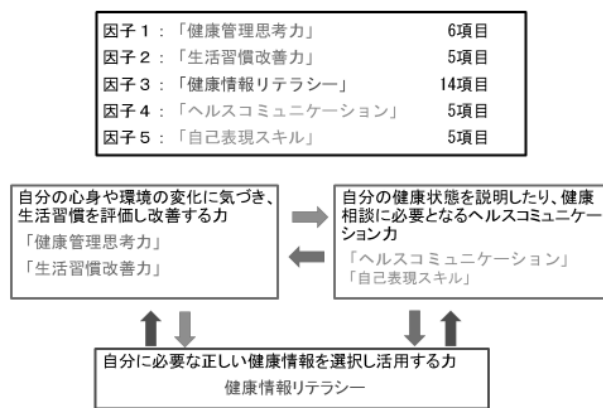 因子1：「健康管理思考力」 6項目
因子2：「生活習慣改善力」 5項目
因子3：「健康情報リテラシー」 14項目
因子4：「ヘルスコミュニケーション」 5項目
因子5：「自己表現スキル」 5項目
自分の心身や環境の変化に気づき、
生活習慣を評価し改善する力
「健康管理思考力」
「生活習慣改善力」
自分の健康状態を説明したり、健康
相談に必要となるヘルスコミュニケー
ション力
「ヘルスコミュニケーション」
「自己表現スキル」
自分に必要な正しい健康情報を選択し活用する力
健康情報リテラシー